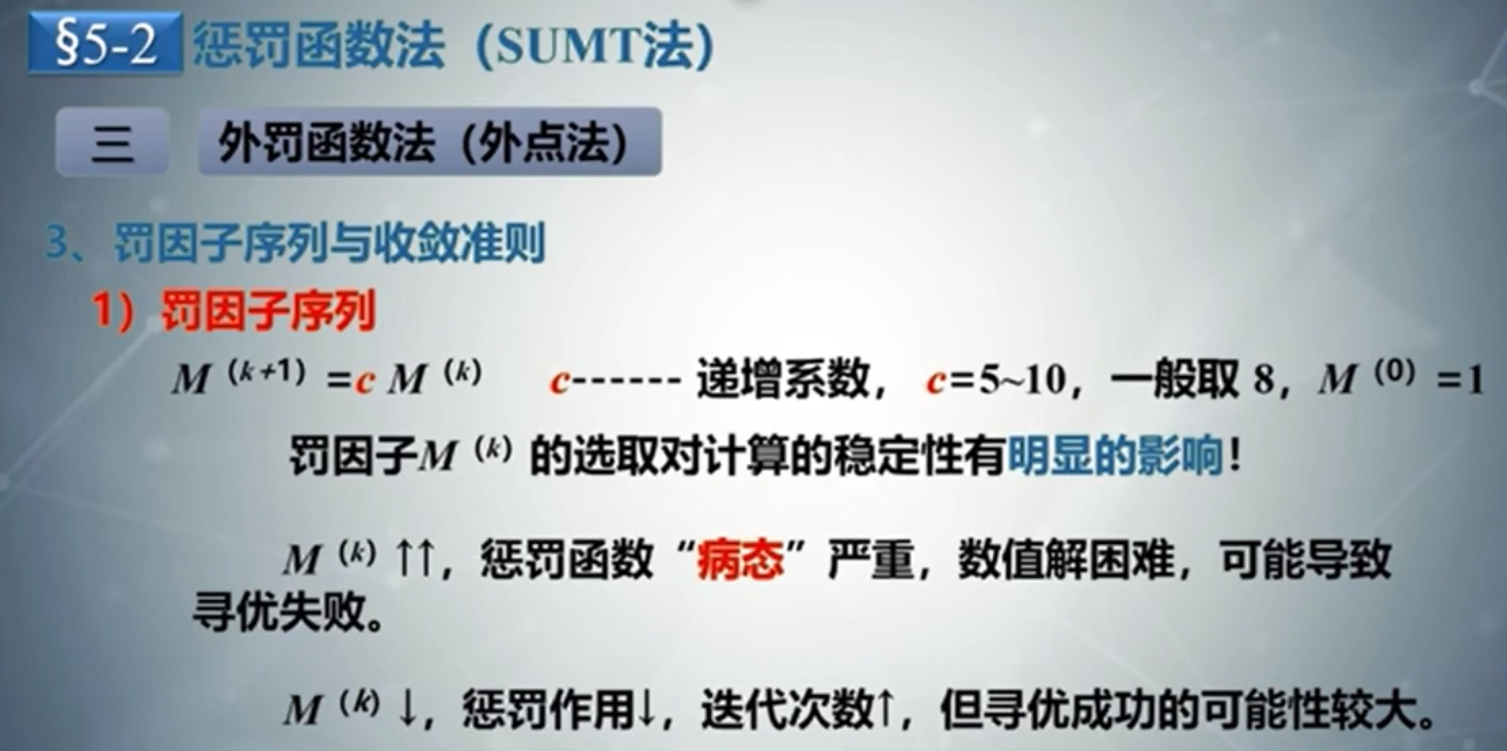 §5-2 惩罚函数法（SUMT法）
三 外罚函数法（外点法）
3、罚因子序列与收敛准则
1）罚因子序列
M（k+1）=c M（k） c------ 递增系数， c=5~10，一般取 8，M（0）=1
罚因子M（k）的选取对计算的稳定性有明显的影响！
M（k）↑↑，惩罚函数“病态”严重，数值解困难，可能导致
寻优失败。
M（k）↓，惩罚作用↓，迭代次数↑，但寻优成功的可能性较大。